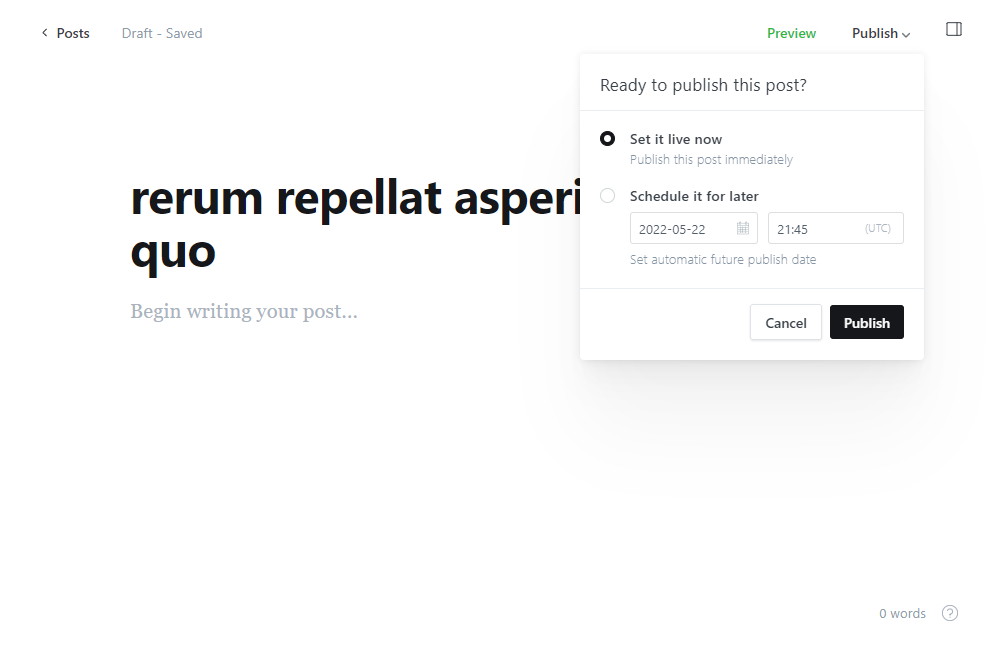 Posts Draft - Saved Preview Publish
Ready to publish this post?
Set it live now
Publish this post immediately
Schedule it for later
2022-05-22 21:45 (UTC)
Set automatic future publish date
Cancel Publish
rerum repellat asperi
quo
Begin writing your post...
0 words